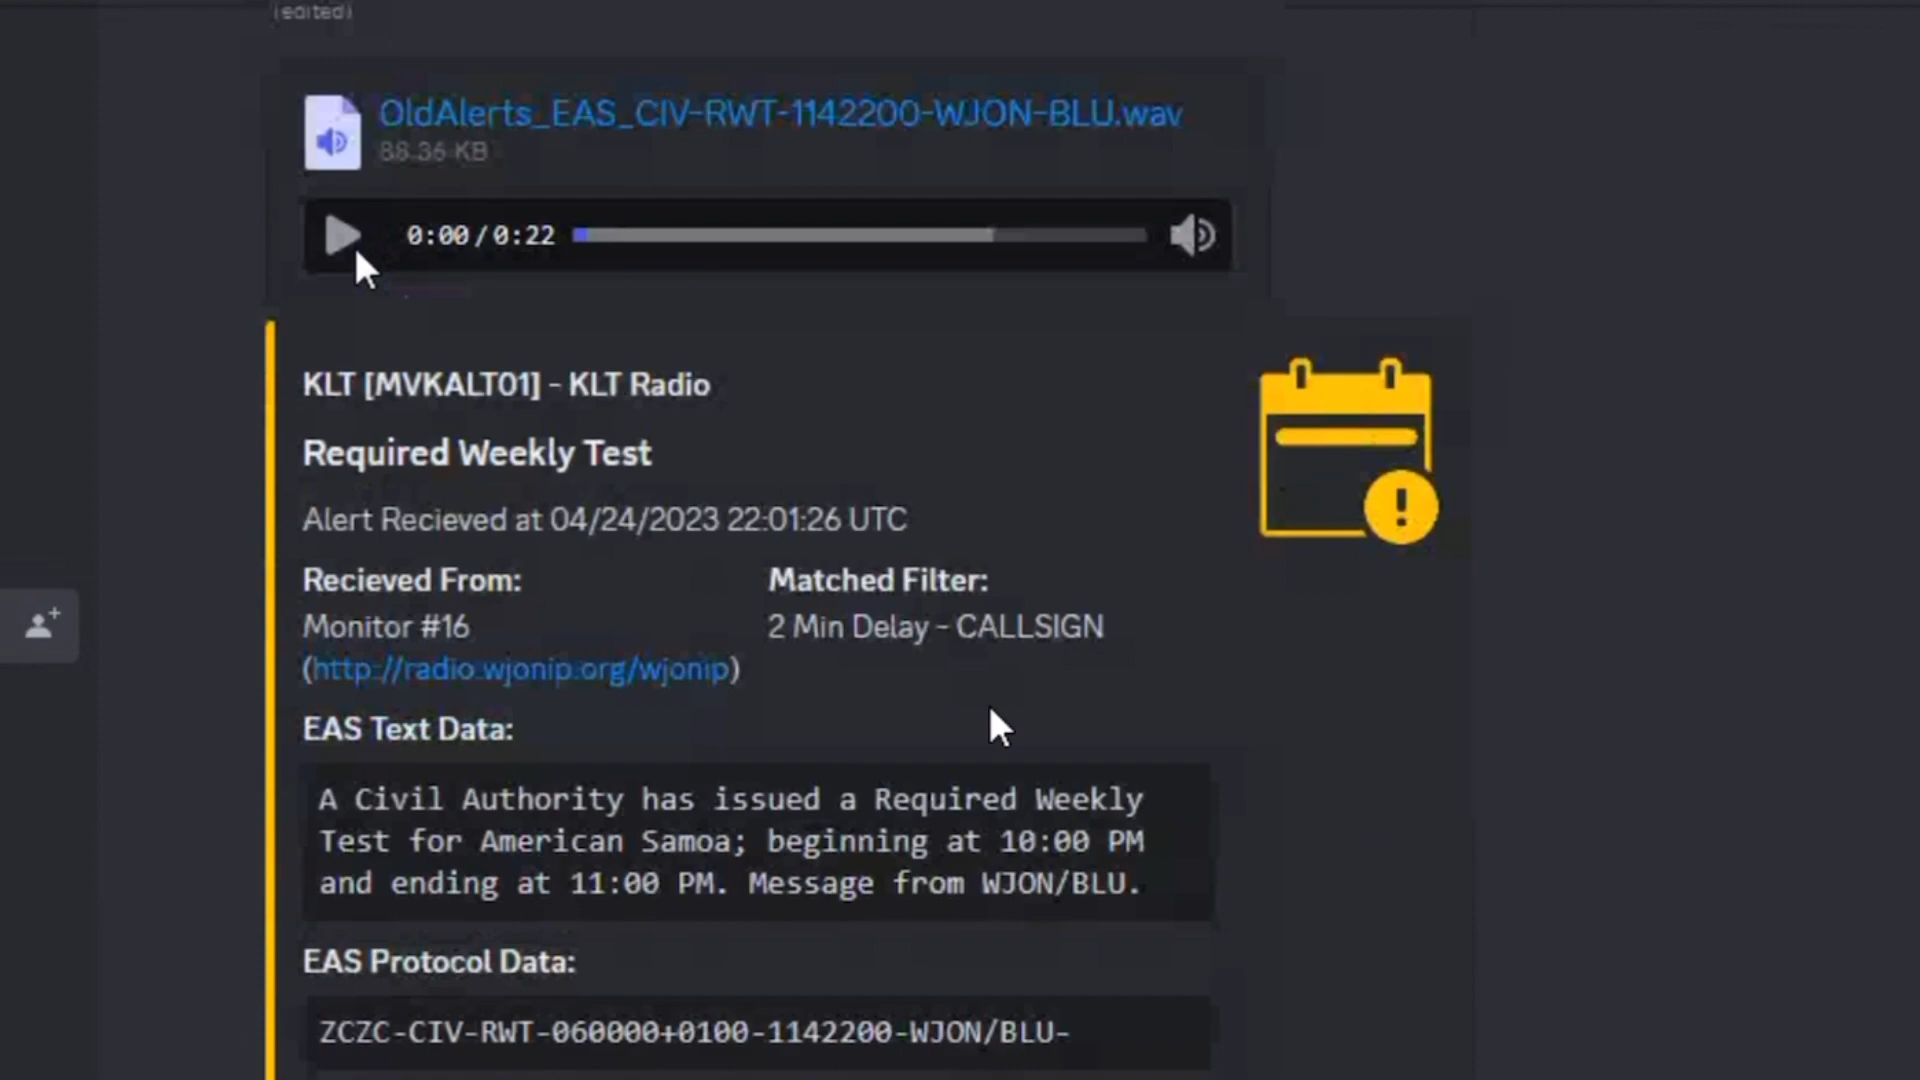 (edited)
OldAlerts_EAS_CIV-RWT-1142200-WJON-BLU.wav
88.36 KB
0:00 / 0:22
KLT [MVKALT01] - KLT Radio
Required Weekly Test
Alert Recieved at 04/24/2023 22:01:26 UTC
Recieved From:
Monitor #16
(http://radio.wjonip.org/wjonip)
Matched Filter:
2 Min Delay - CALLSIGN
EAS Text Data:
A Civil Authority has issued a Required Weekly
Test for American Samoa; beginning at 10:00 PM
and ending at 11:00 PM. Message from WJON/BLU.
EAS Protocol Data:
ZCZC-CIV-RWT-060000+0100-1142200-WJON/BLU-